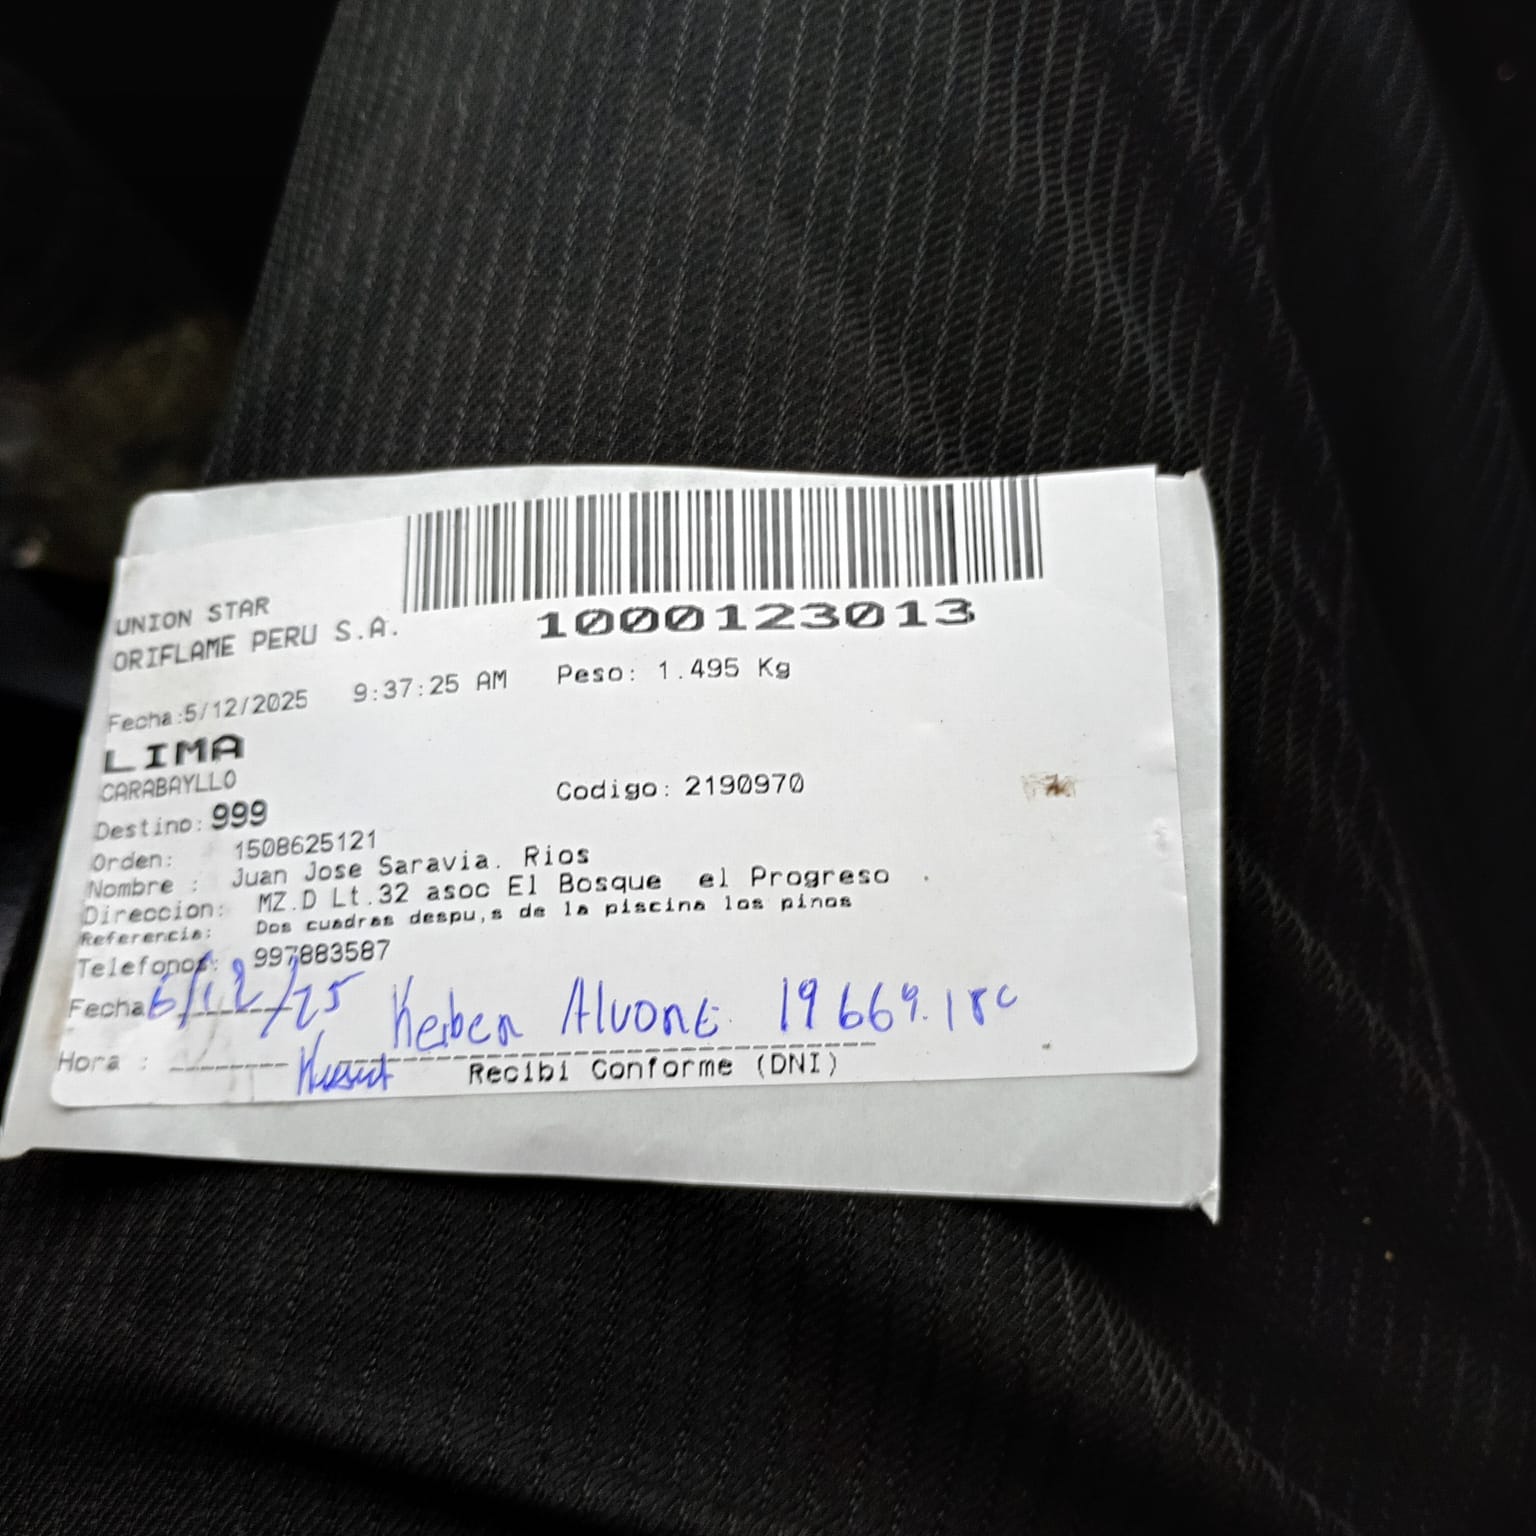 UNION STAR
ORIFLAME PERU S.A.
1000123013
Fecha:5/12/2025 9:37:25 AM Peso: 1.495 Kg
LIMA
CARABAYLLO
Codigo: 2190970
Destino: 999
Orden: 1508625121
Nombre : Juan Jose Saravia. Rios
Direccion: MZ.D Lt.32 asoc El Bosque el Progreso
Referencia: Dos cuadras despu,s de la piscina los pinos
Telefonos: 997883587
Fecha 6/12/25 Keiben
Hora :
Recibi Conforme (DNI)